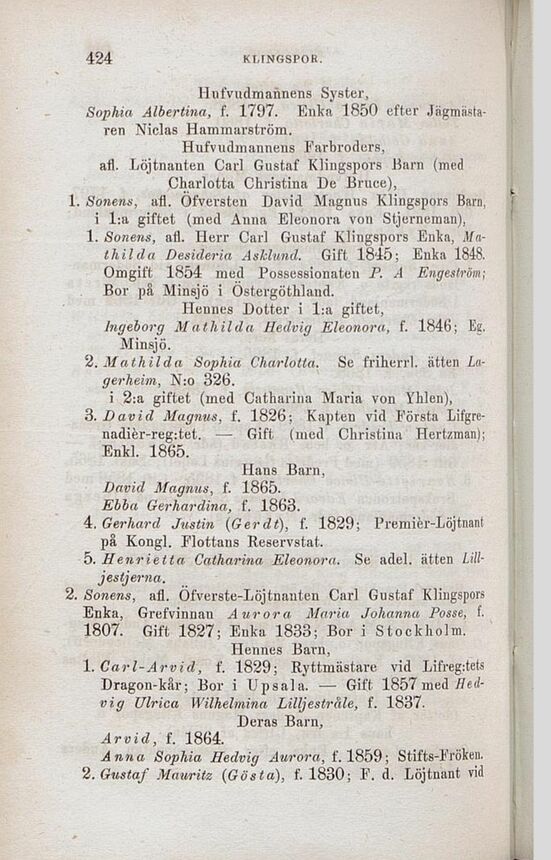 424 KLINGSPOR.
Hufvudmannens Syster,
Sophia Albertina, f. 1797. Enka 1850 efter Jägmästa-
ren Niclas Hammarström.
Hufvudmannens Farbroders,
afl. Löjtnanten Carl Gustaf Klingspors Barn (med
Charlotta Christina De Bruce),
1. Sonens, afl. Öfversten David Magnus Klingspors Barn,
i 1:a giftet (med Anna Eleonora von Stjerneman),
1. Sonens, afl. Herr Carl Gustaf Klingspors Enka, Ma-
thilda Desideria Asklund. Gift 1845; Enka 1848.
Omgift 1854 med Possessionaten P. A Engeström;
Bor på Minsjö i Östergöthland.
Hennes Dotter i 1:a giftet,
Ingeborg Mathilda Hedvig Eleonora, f. 1846; Eg.
Minsjö.
2. Mathilda Sophia Charlotta. Se friherrl. ätten La-
gerheim, N:o 326.
i 2:a giftet (med Catharina Maria von Yhlen),
3. David Magnus, f. 1826; Kapten vid Första Lifgre-
nadièr-reg:tet. — Gift (med Christina Hertzman);
Enkl. 1865.
Hans Barn,
David Magnus, f. 1865.
Ebba Gerhardina, f. 1863.
4. Gerhard Justin (Gerdt), f. 1829; Premièr-Löjtnant
på Kongl. Flottans Reservstat.
5. Henrietta Catharina Eleonora. Se adel. ätten Lill-
jestjerna.
2. Sonens, afl. Öfverste-Löjtnanten Carl Gustaf Klingspors
Enka, Grefvinnan Aurora Maria Johanna Posse, f.
1807. Gift 1827; Enka 1833; Bor i Stockholm.
Hennes Barn,
1. Carl-Arvid, f. 1829; Ryttmästare vid Lifreg:tets
Dragon-kår; Bor i Upsala. — Gift 1857 med Hed-
vig Ulrica Wilhelmina Lilljestråle, f. 1837.
Deras Barn,
Arvid, f. 1864.
Anna Sophia Hedvig Aurora, f. 1859; Stifts-Fröken.
2. Gustaf Mauritz (Gösta), f. 1830; F. d. Löjtnant vid